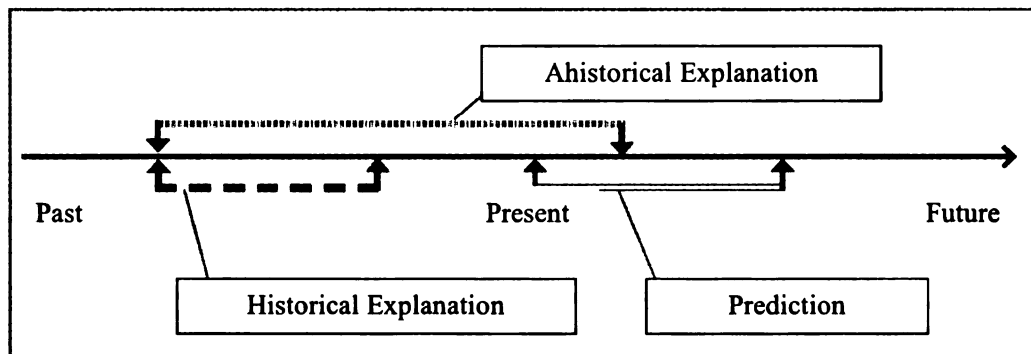 Ahistorical Explanation
Past
Present
Future
Historical Explanation
Prediction